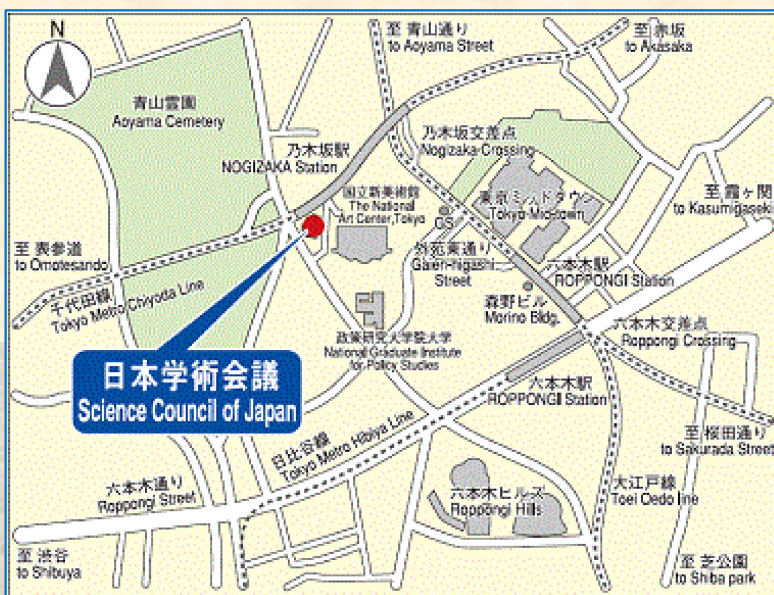 N
至 青山通り
to Aoyama Street
至 赤坂
to Akasaka
青山霊園
Aoyama Cemetery
乃木坂駅
NOGIZAKA Station
乃木坂交差点
Nogizaka Crossing
国立新美術館
The National
Art Center,Tokyo
東京ミッドタウン
Tokyo Mid-town
GS
至 霞ヶ関
to Kasumigaseki
至 表参道
to Omotesando
外苑東通り
Gaien-higashi
Street
六本木駅
ROPPONGI Station
千代田線
Tokyo Metro Chiyoda Line
森野ビル
Morino Bldg.
六本木交差点
Roppongi Crossing
政策研究大学院大学
National Graduate Institute
for Policy Studies
日本学術会議
Science Council of Japan
六本木駅
ROPPONGI Station
日比谷線
Tokyo Metro Hibiya Line
至 桜田通り
to Sakurada Street
六本木通り
Roppongi Street
六本木ヒルズ
Roppongi Hills
大江戸線
Toei Oedo line
至 渋谷
to Shibuya
至 芝公園
to Shiba park